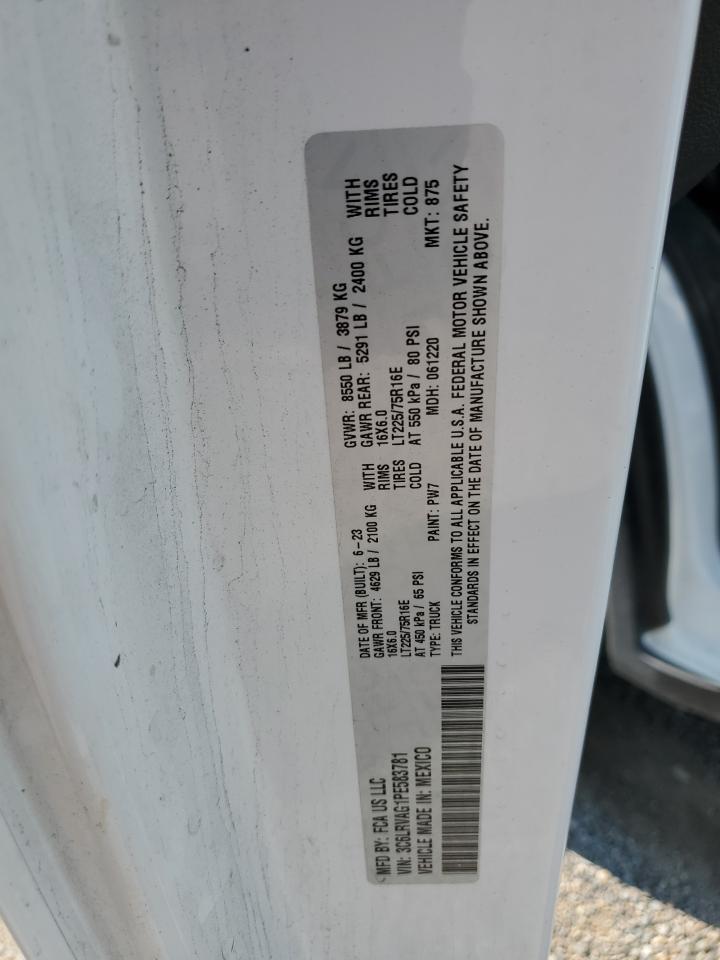 MFD BY: FCA US LLC
VIN: 3C6LRVAG1PE583781
VEHICLE MADE IN: MEXICO
DATE OF MFR (BUILT): 6-23 GVWR: 8550 LB / 3879 KG
GAWR FRONT: 4629 LB / 2100 KG WITH GAWR REAR: 5291 LB / 2400 KG WITH
16X6.0 RIMS 16X6.0 RIMS
LT225/75R16E TIRES LT225/75R16E TIRES
AT 450 kPa / 65 PSI COLD AT 550 kPa / 80 PSI COLD
TYPE: TRUCK PAINT: PW7 MDH: 061220 MKT: 875
THIS VEHICLE CONFORMS TO ALL APPLICABLE U.S.A. FEDERAL MOTOR VEHICLE SAFETY
STANDARDS IN EFFECT ON THE DATE OF MANUFACTURE SHOWN ABOVE.